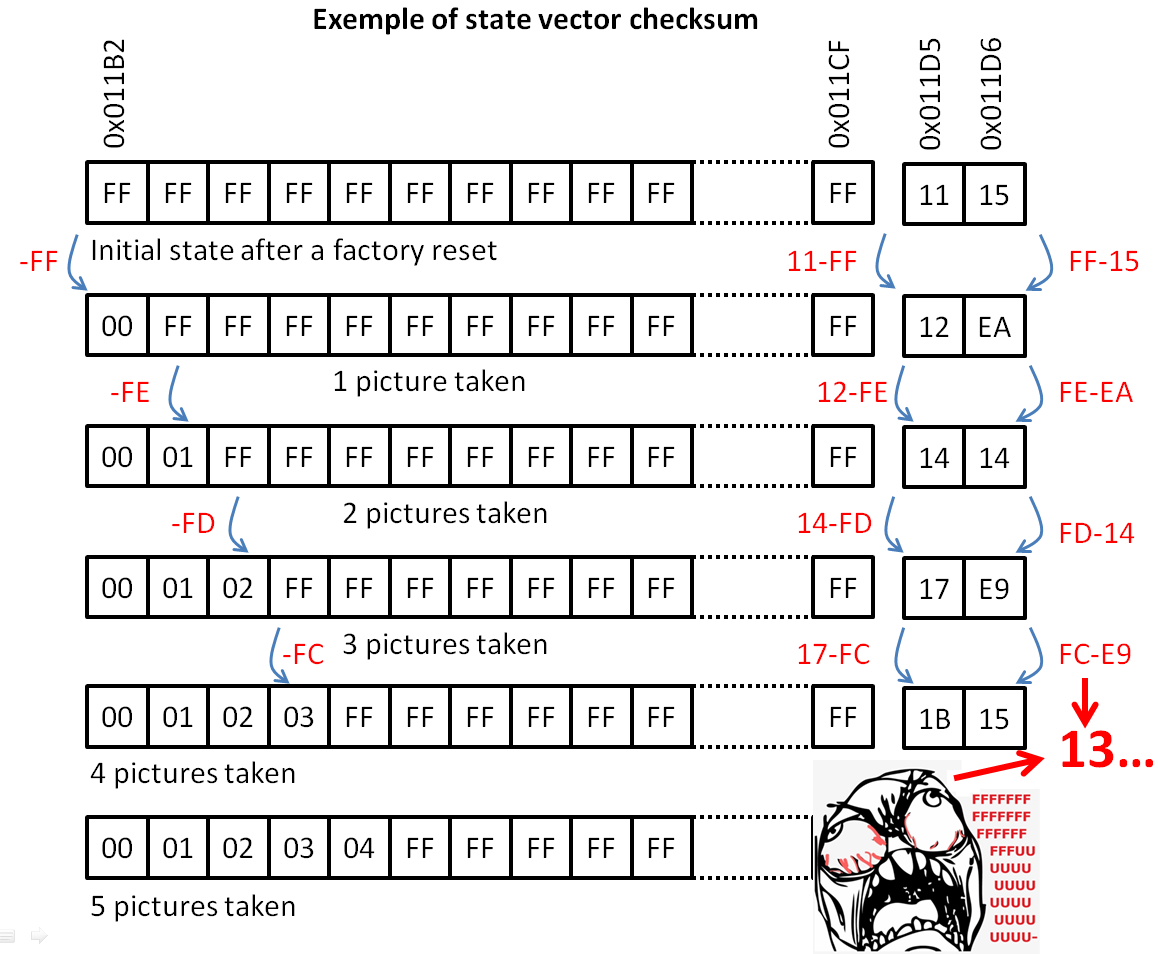 Exemple of state vector checksum
0x011B2 0x011CF 0x011D5 0x011D6
FF FF FF FF FF FF FF FF FF FF FF 11 15
Initial state after a factory reset
-FF 11-FF FF-15
00 FF FF FF FF FF FF FF FF FF FF 12 EA
1 picture taken
-FE 12-FE FE-EA
00 01 FF FF FF FF FF FF FF FF FF 14 14
2 pictures taken
-FD 14-FD FD-14
00 01 02 FF FF FF FF FF FF FF FF 17 E9
3 pictures taken
-FC 17-FC FC-E9
00 01 02 03 FF FF FF FF FF FF FF 1B 15
13...
4 pictures taken
00 01 02 03 04 FF FF FF FF FF
5 pictures taken
FFFFFFF
FFFFFFF
FFFFFF
FFFUU
UUUU
UUUU
UUUU
UUUU
UUUU-